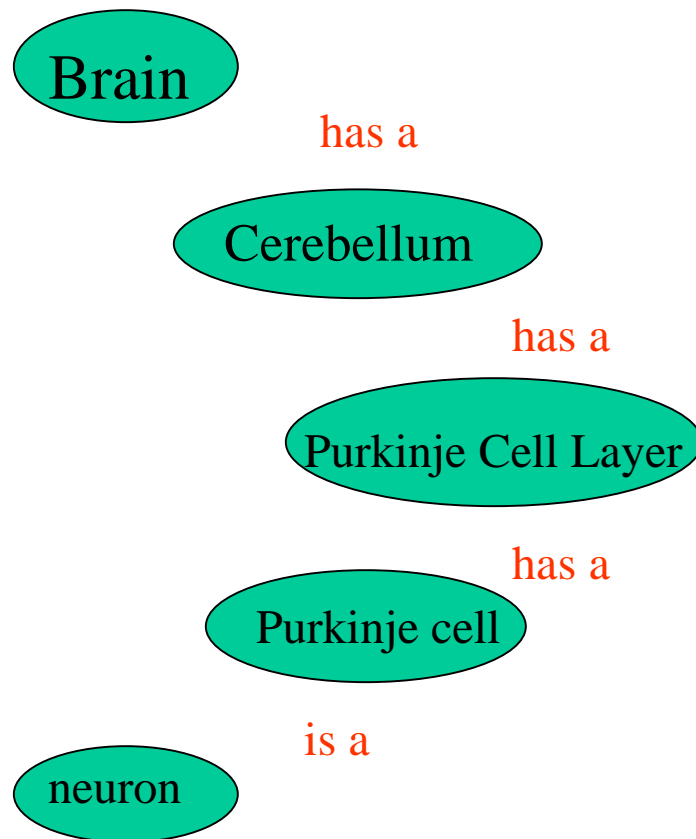 Brain
has a
Cerebellum
has a
Purkinje Cell Layer
has a
Purkinje cell
is a
neuron